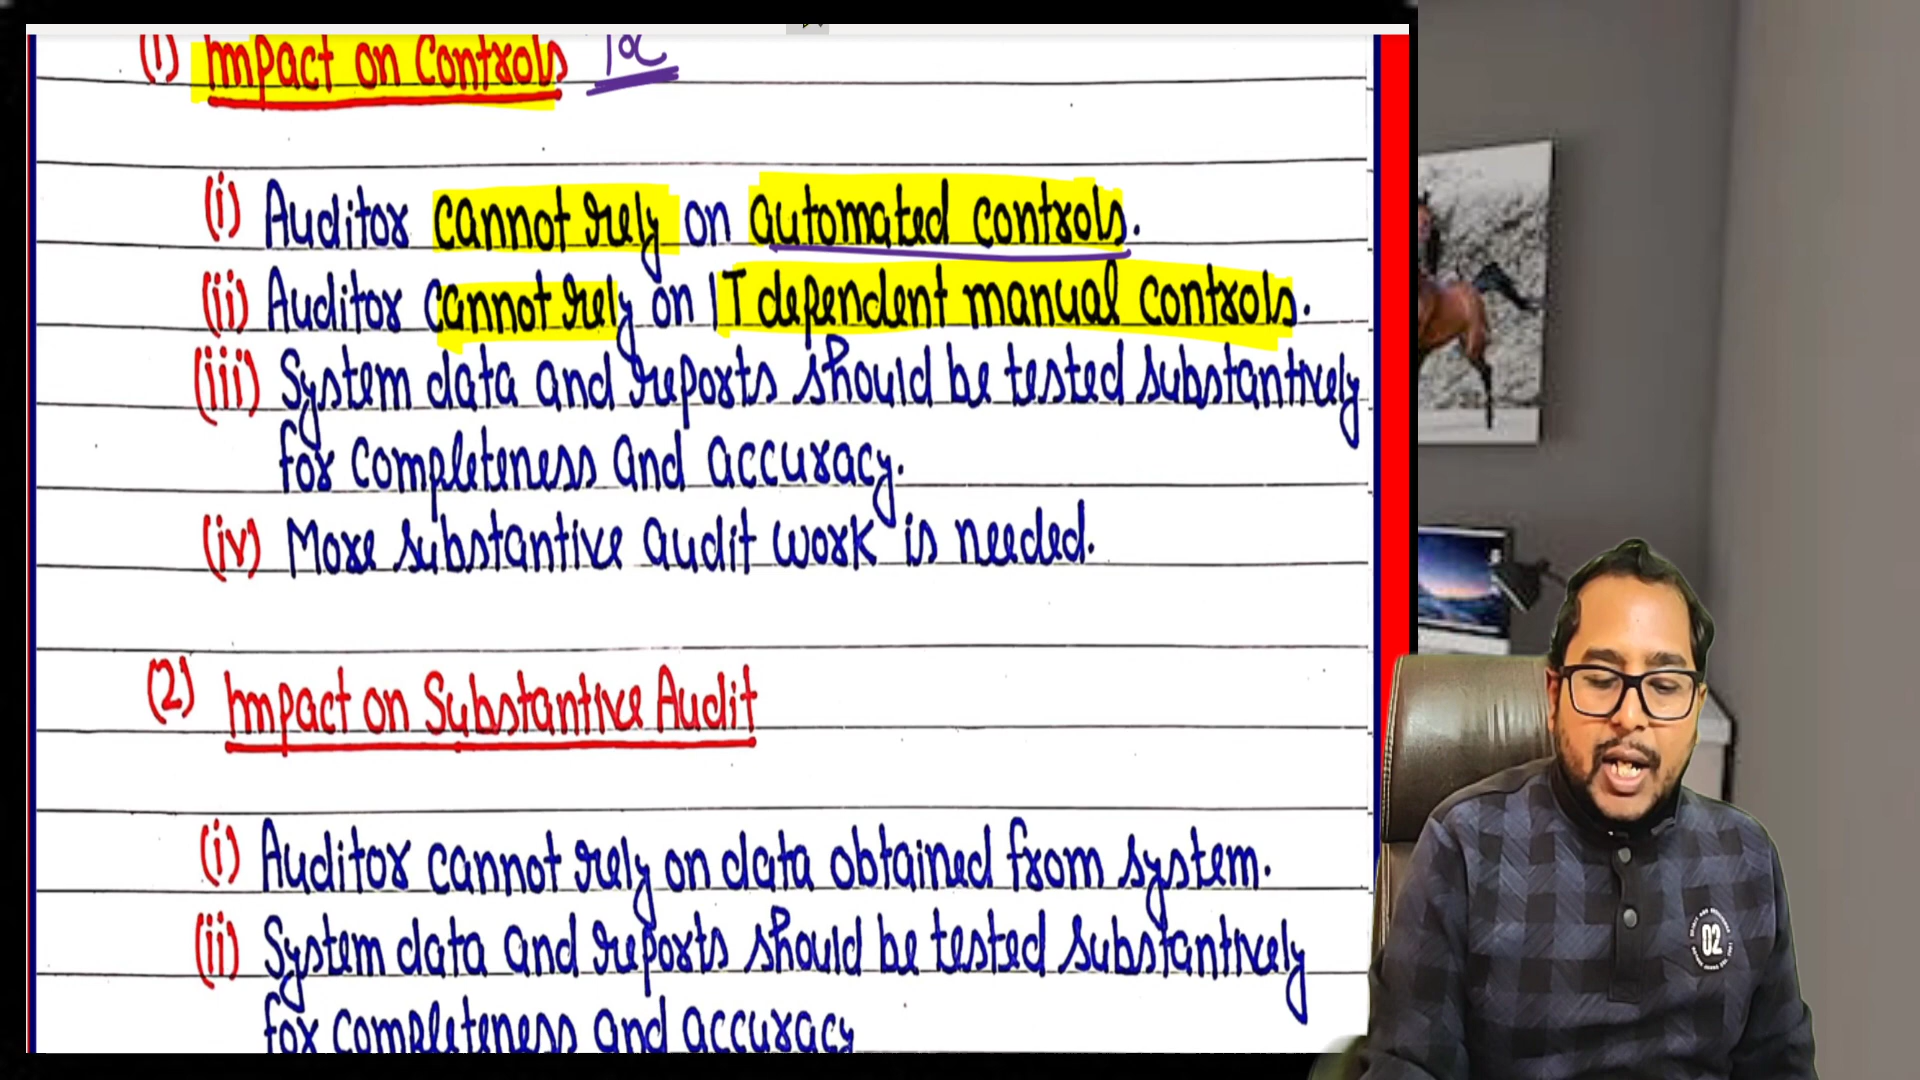 (1) Impact on Controls
(i) Auditor cannot rely on automated controls.
(ii) Auditor cannot rely on IT dependent manual controls.
(iii) System data and reports should be tested substantively
for completeness and accuracy.
(iv) More substantive audit work is needed.
(2) Impact on Substantive Audit
(i) Auditor cannot rely on data obtained from system.
(ii) System data and reports should be tested substantively
for completeness and accuracy
02